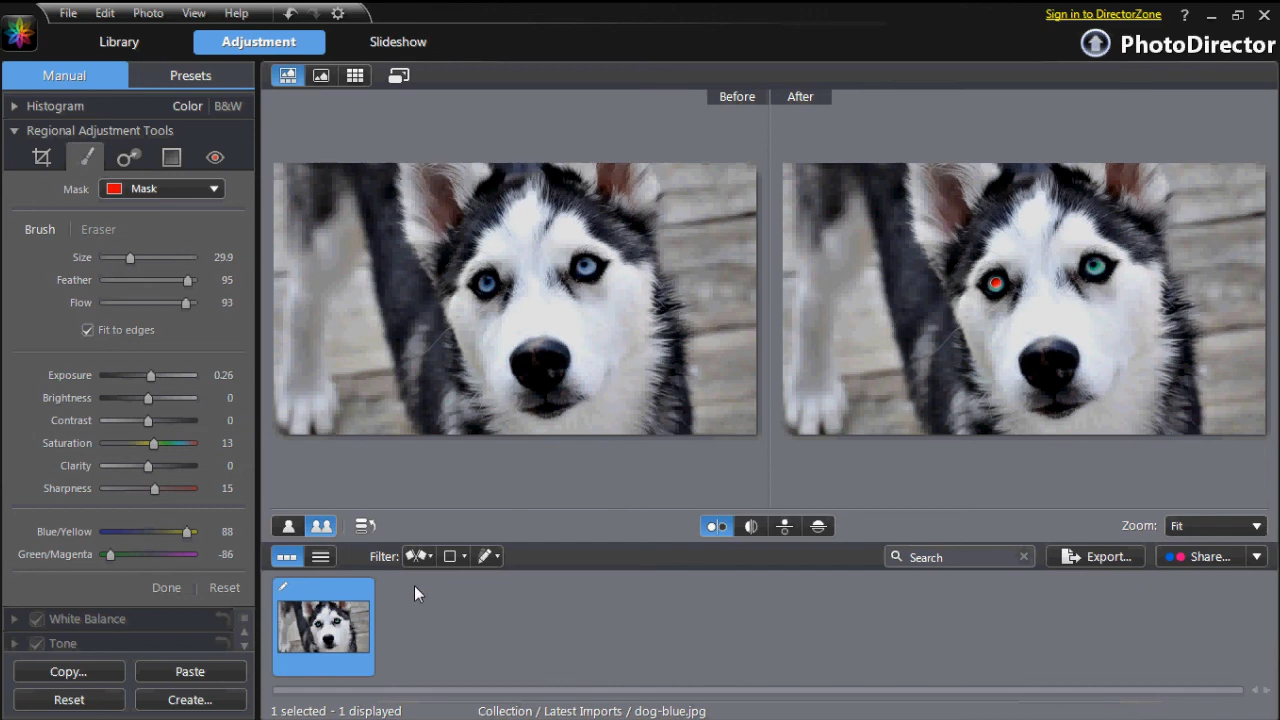 File Edit Photo View Help
Sign in to DirectorZone ?
Library Adjustment Slideshow
PhotoDirector
Manual Presets
Histogram Color B&W
Before After
Regional Adjustment Tools
Mask Mask
Brush Eraser
Size 29.9
Feather 95
Flow 93
Fit to edges
Exposure 0.26
Brightness 0
Contrast 0
Saturation 13
Clarity 0
Sharpness 15
Blue/Yellow 88
Green/Magenta -86
Done Reset
White Balance
Tone
Copy... Paste
Reset Create...
Zoom: Fit
Filter: Search Export... Share...
1 selected - 1 displayed Collection / Latest Imports / dog-blue.jpg